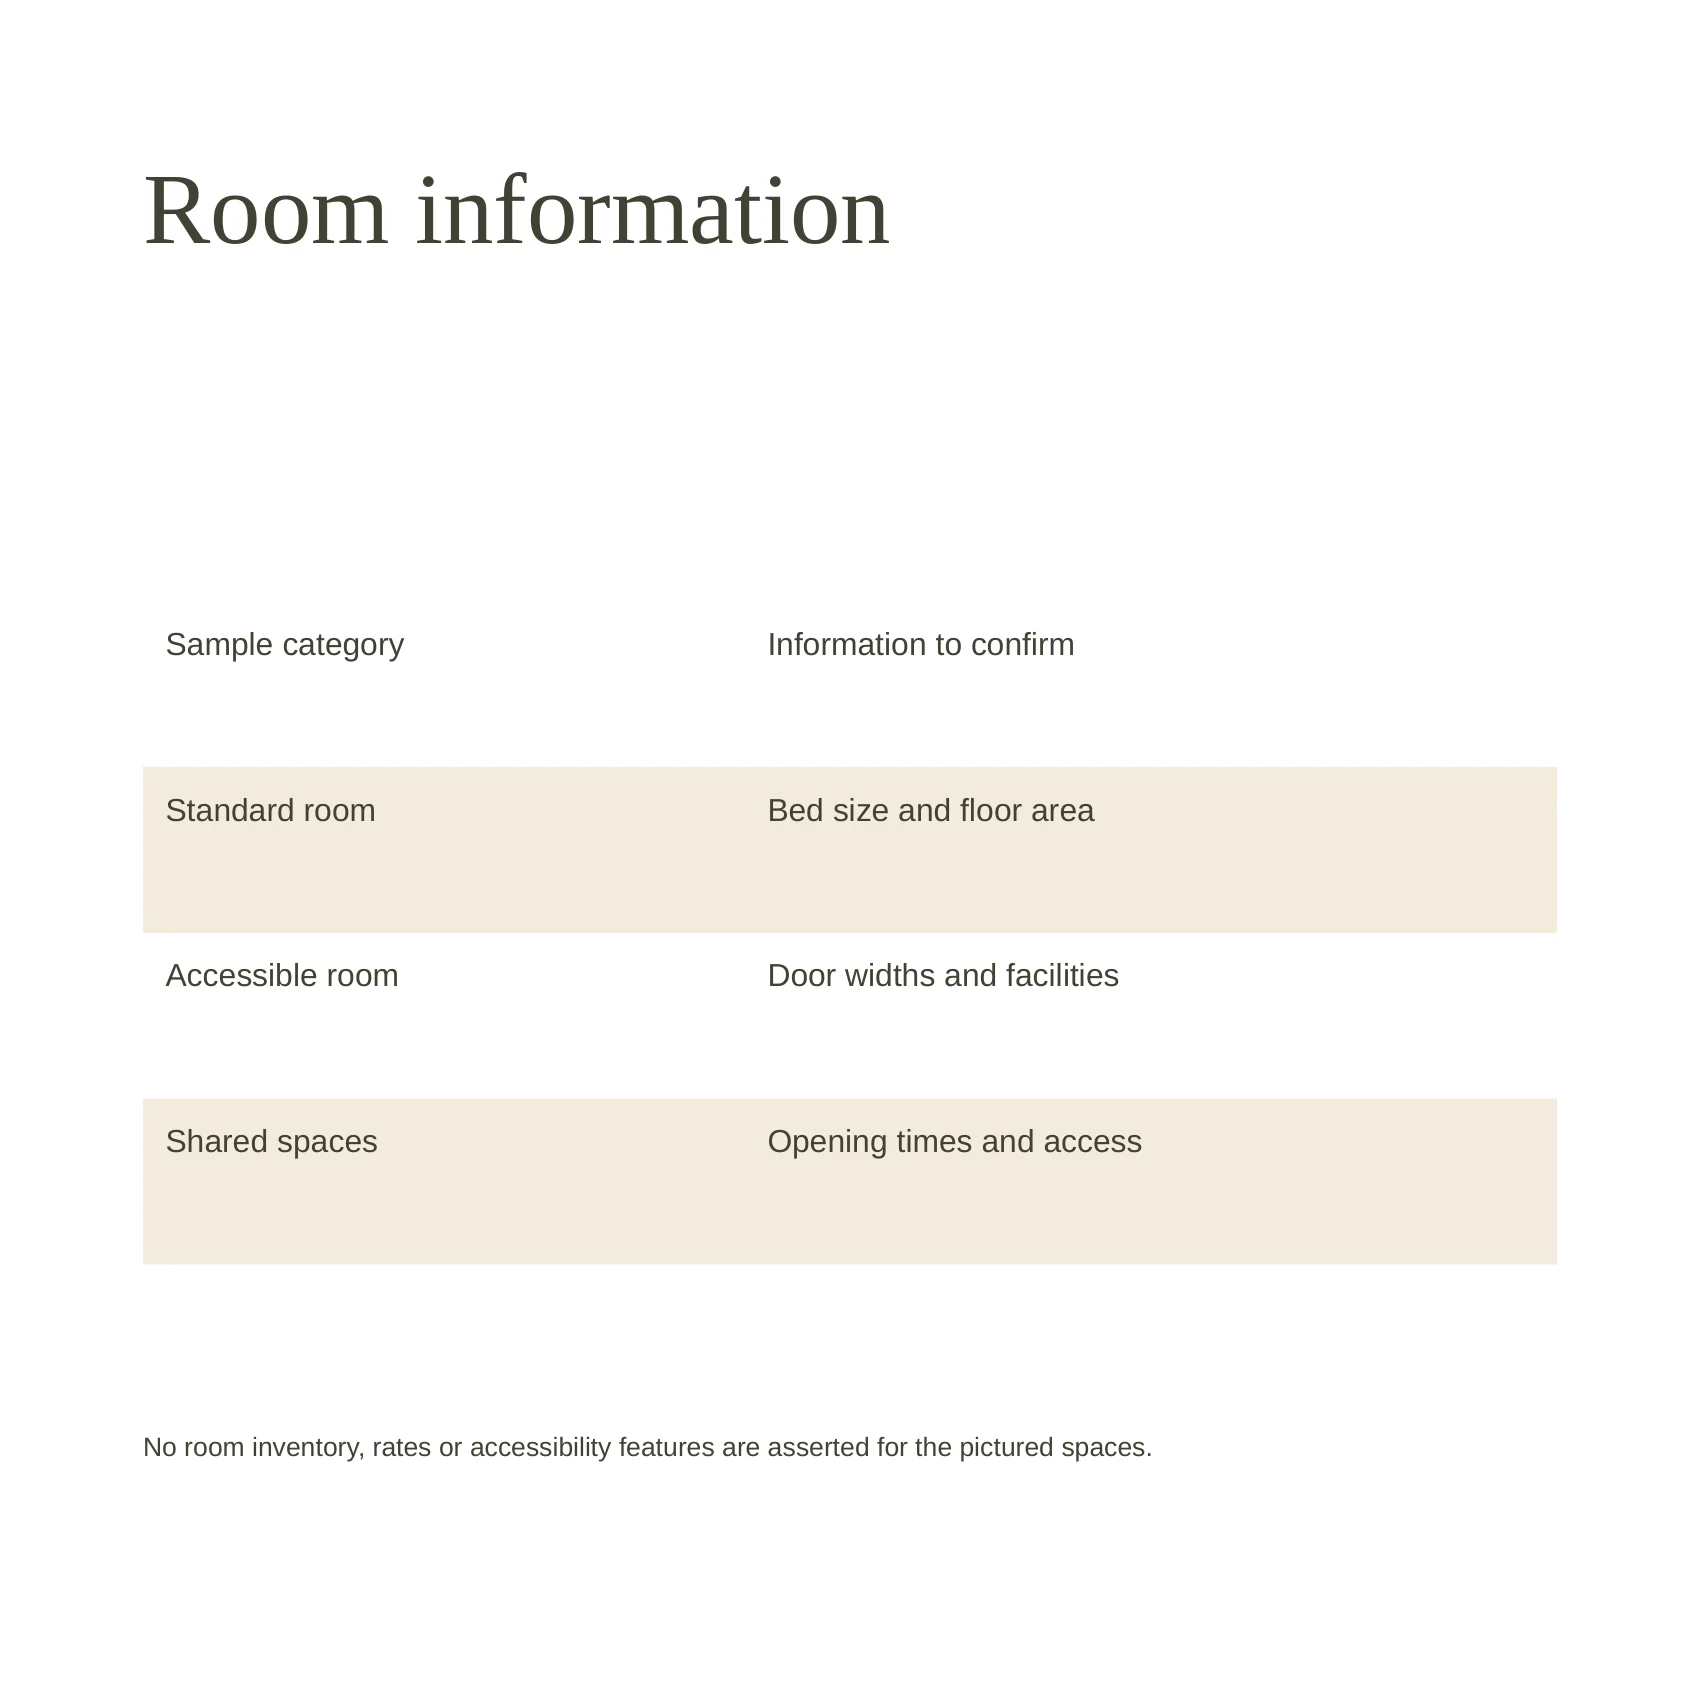 Room information
Sample category Information to confirm
Standard room Bed size and floor area
Accessible room Door widths and facilities
Shared spaces Opening times and access
No room inventory, rates or accessibility features are asserted for the pictured spaces.